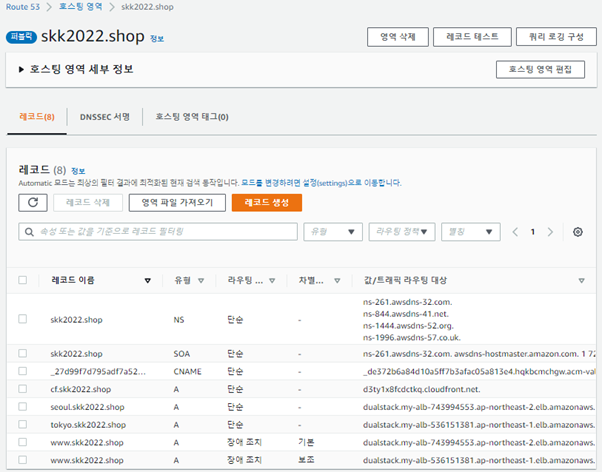 Route 53 > 호스팅 영역 > skk2022.shop
퍼블릭 skk2022.shop 정보
영역 삭제 레코드 테스트 쿼리 로깅 구성
▶ 호스팅 영역 세부 정보 호스팅 영역 편집
레코드(8) DNSSEC 서명 호스팅 영역 태그(0)
레코드 (8) 정보
Automatic 모드는 최상의 필터 결과에 최적화된 현재 검색 동작입니다. 모드를 변경하려면 설정(settings)으로 이동합니다.
레코드 삭제 영역 파일 가져오기 레코드 생성
속성 또는 값을 기준으로 레코드 필터링 유형 라우팅 정책 별칭 < 1 >
레코드 이름 유형 라우팅 ... 차별... 값/트래픽 라우팅 대상
skk2022.shop NS 단순 - ns-261.awsdns-32.com.
ns-844.awsdns-41.net.
ns-1444.awsdns-52.org.
ns-1996.awsdns-57.co.uk.
skk2022.shop SOA 단순 - ns-261.awsdns-32.com. awsdns-hostmaster.amazon.com. 1 72
_27d99f7d795adf7a52... CNAME 단순 - _de372b6a84d10a5ff7b3afac05a813e4.hqkbcmchgw.acm-val
cf.skk2022.shop A 단순 - d3ty1x8fcdctkq.cloudfront.net.
seoul.skk2022.shop A 단순 - dualstack.my-alb-743994553.ap-northeast-2.elb.amazonaws.
tokyo.skk2022.shop A 단순 - dualstack.my-alb-536151381.ap-northeast-1.elb.amazonaws.
www.skk2022.shop A 장애 조치 기본 dualstack.my-alb-743994553.ap-northeast-2.elb.amazonaws.
www.skk2022.shop A 장애 조치 보조 dualstack.my-alb-536151381.ap-northeast-1.elb.amazonaws.